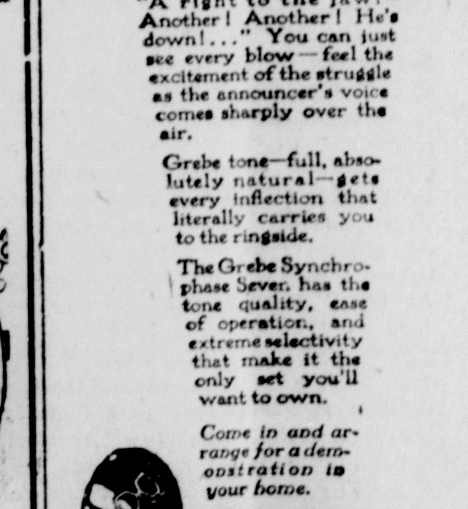 "A right to the jaw!
Another! Another! He's
down!..." You can just
see every blow—feel the
excitement of the struggle
as the announcer's voice
comes sharply over the
air.
Grebe tone—full, abso-
lutely natural—gets
every inflection that
literally carries you
to the ringside.
The Grebe Synchro-
phase Seven has the
tone quality, ease
of operation, and
extreme selectivity
that make it the
only set you'll
want to own.
Come in and ar-
range for a dem-
onstration in
your home.